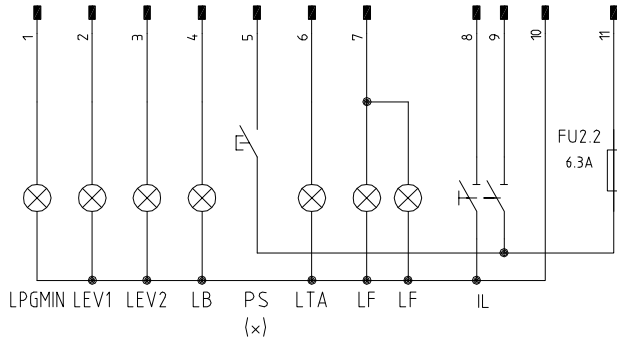 1 2 3 4 5 6 7 8 9 10 11
FU2.2
6.3A
LPGMIN LEV1 LEV2 LB PS LTA LF LF IL
(x)